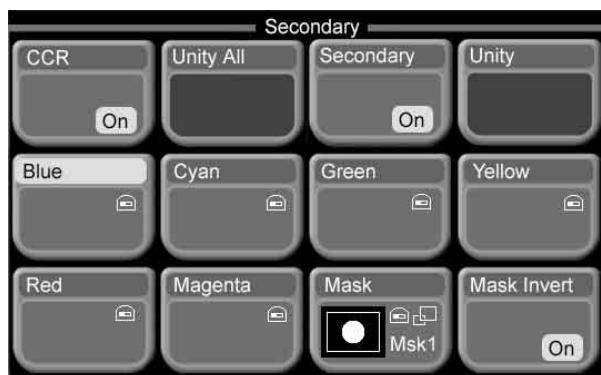 Secondary
CCR
Unity All
Secondary
Unity
On
On
Blue
Cyan
Green
Yellow
Red
Magenta
Mask
Mask Invert
Msk1
On